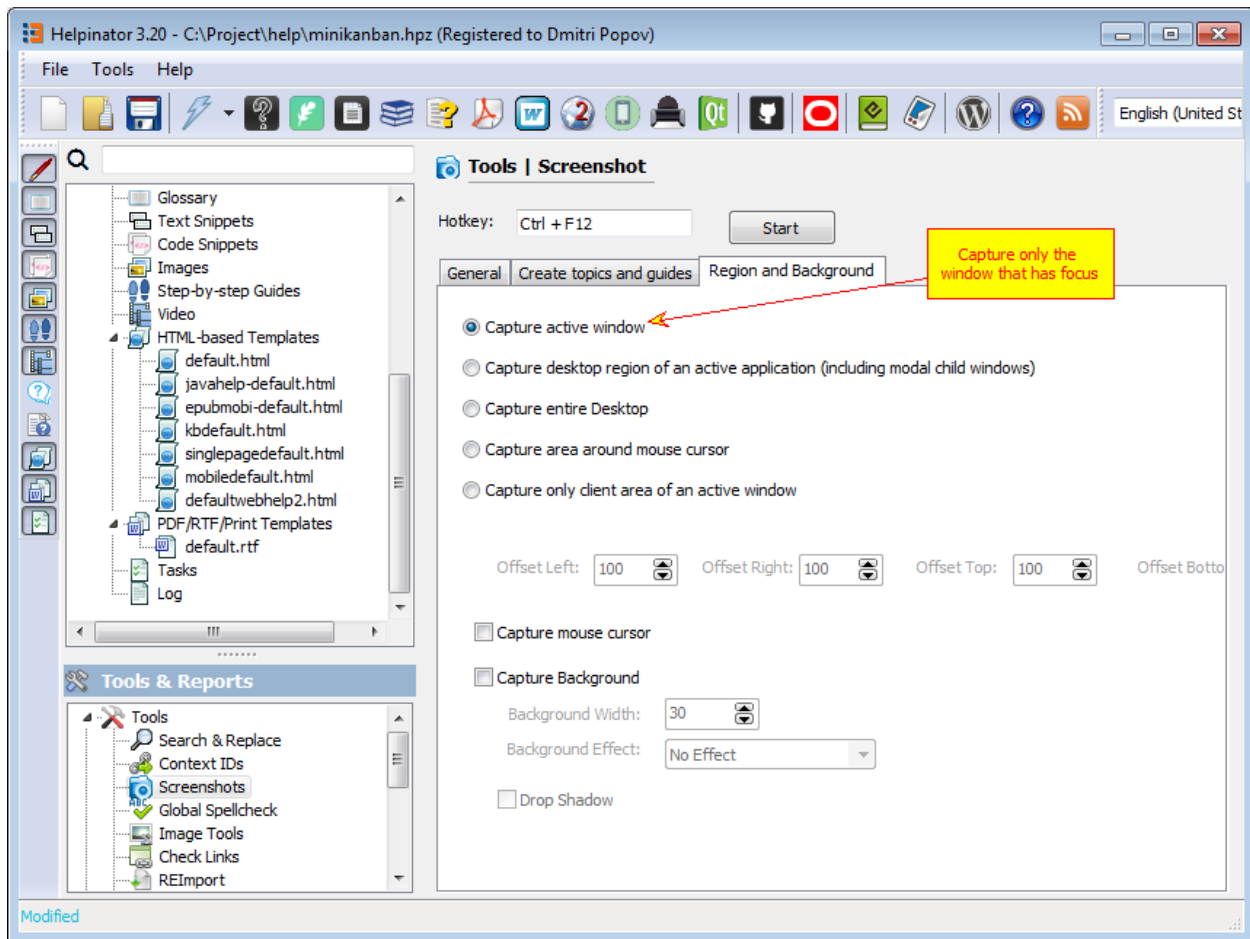 Helpinator 3.20 - C:\Project\help\minikanban.hpz (Registered to Dmitri Popov)
File Tools Help
English (United St
Glossary
Text Snippets
Code Snippets
Images
Step-by-step Guides
Video
HTML-based Templates
default.html
javahelp-default.html
epubmobi-default.html
kbdefault.html
singlepagedefault.html
mobiledefault.html
defaultwebhelp2.html
PDF/RTF/Print Templates
default.rtf
Tasks
Log
Tools & Reports
Tools
Search & Replace
Context IDs
Screenshots
Global Spellcheck
Image Tools
Check Links
REImport
Tools | Screenshot
Hotkey: Ctrl + F12 Start
General Create topics and guides Region and Background
Capture only the
window that has focus
Capture active window
Capture desktop region of an active application (including modal child windows)
Capture entire Desktop
Capture area around mouse cursor
Capture only client area of an active window
Offset Left: 100 Offset Right: 100 Offset Top: 100 Offset Botto
Capture mouse cursor
Capture Background
Background Width: 30
Background Effect: No Effect
Drop Shadow
Modified